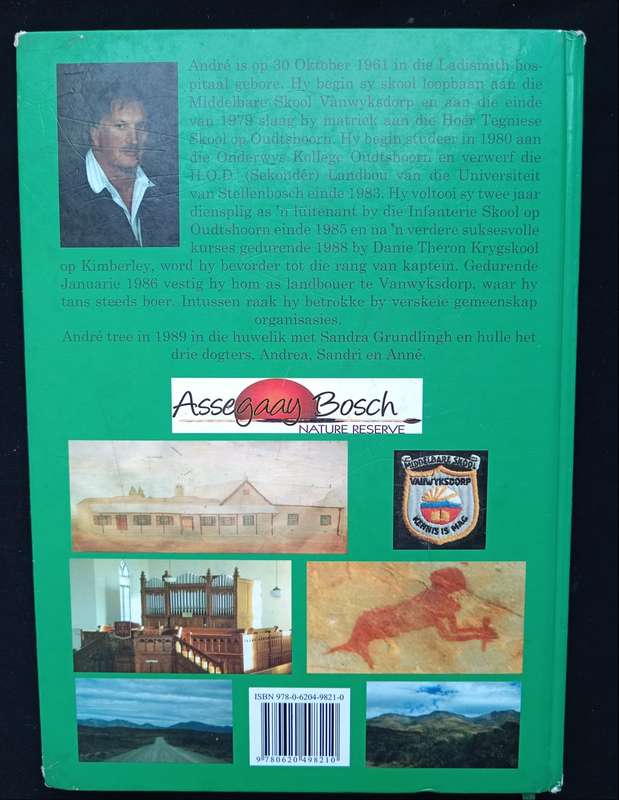 André is op 30 Oktober 1961 in die Ladismith hos-
pitaal gebore. Hy begin sy skool loopbaan aan die
Middelbare Skool Vanwyksdorp en aan die einde
van 1979 slaag hy matriek aan die Hoër Tegniese
Skool op Oudtshoorn. Hy begin studeer in 1980 aan
die Onderwys Kollege Oudtshoorn en verwerf die
H.O.D. (Sekondêr) Landbou van die Universiteit
van Stellenbosch einde 1983. Hy voltooi sy twee jaar
diensplig as 'n luitenant by die Infanterie Skool op
Oudtshoorn einde 1985 en na 'n verdere suksesvolle
kurses gedurende 1988 by Danie Theron Krygskool
op Kimberley, word hy bevorder tot die rang van kaptein. Gedurende
Januarie 1986 vestig hy hom as landbouer te Vanwyksdorp, waar hy
tans steeds boer. Intussen raak hy betrokke by verskeie gemeenskap
organisasies.
André tree in 1989 in die huwelik met Sandra Grundlingh en hulle het
drie dogters, Andrea, Sandri en Anné.
Assegaay Bosch
NATURE RESERVE
MIDDELBARE SKOOL
VANWYKSDORP
KENNIS IS MAG
ISBN 978-0-6204-9821-0
9 780620 498210